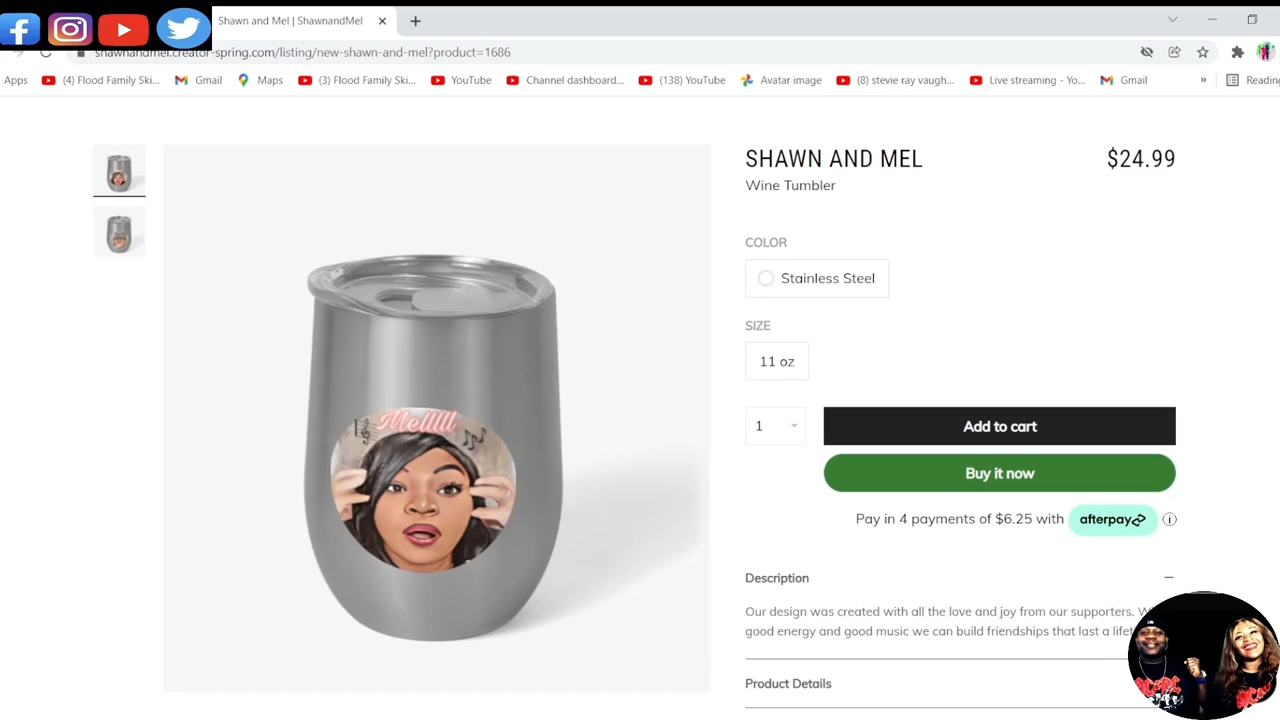 Shawn and Mel | ShawnandMel
shawnandmel.creator-spring.com/listing/new-shawn-and-mel?product=1686
Apps (4) Flood Family Ski... Gmail Maps (3) Flood Family Ski... YouTube Channel dashboard... (138) YouTube Avatar image (8) stevie ray vaugh... Live streaming - Yo... Gmail » Reading
SHAWN AND MEL $24.99
Wine Tumbler
COLOR
Stainless Steel
SIZE
11 oz
1 Add to cart
Buy it now
Pay in 4 payments of $6.25 with afterpay
Mellllll
Description
Our design was created with all the love and joy from our supporters.
good energy and good music we can build friendships that last a
Product Details